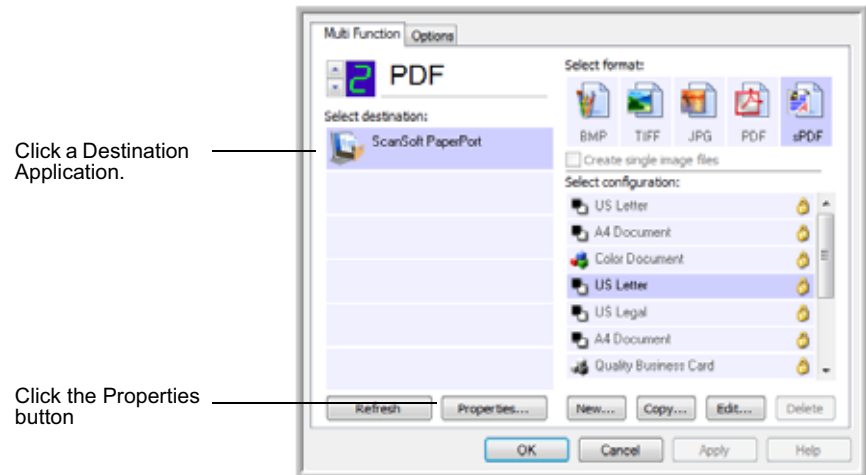 Multi Function
Options
2
PDF
Select destination:
ScanSoft PaperPort
Select format:
BMP
TIFF
JPG
PDF
sPDF
Create single image files
Select configuration:
US Letter
A4 Document
Color Document
US Letter
US Legal
A4 Document
Quality Business Card
Click a Destination
Application.
Click the Properties
button
Refresh
Properties...
New...
Copy...
Edit...
Delete
OK
Cancel
Apply
Help